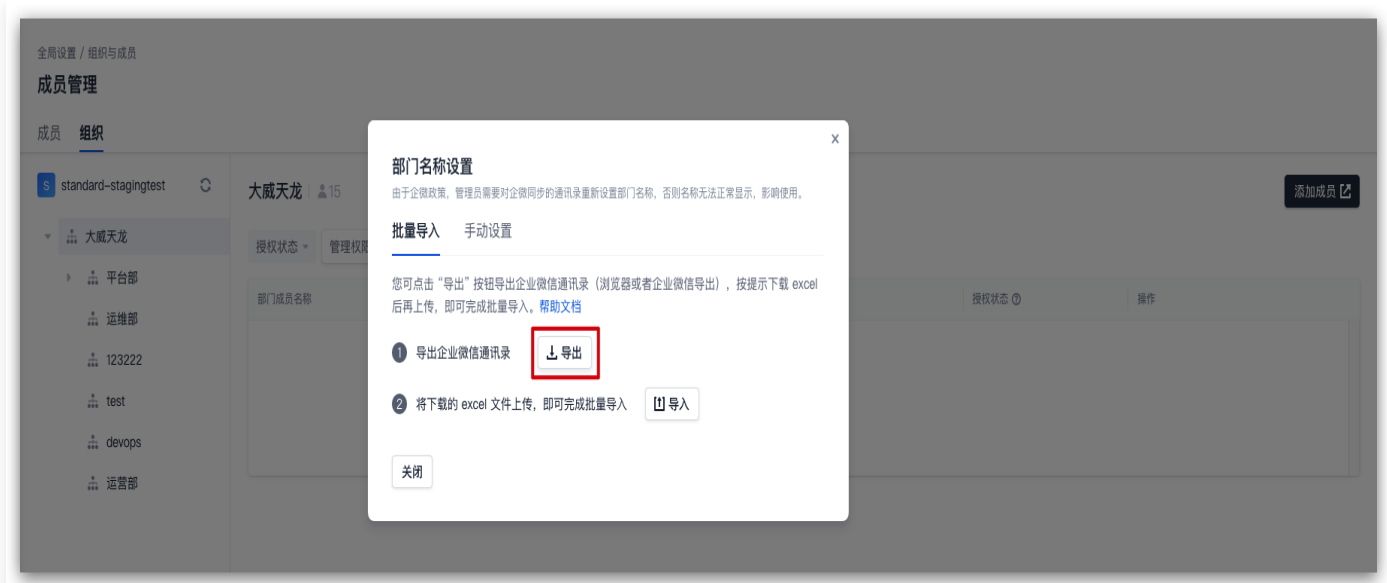 全局设置 / 组织与成员
成员管理
成员 组织
S standard-stagingtest
大威天龙
平台部
运维部
123222
test
devops
运营部
大威天龙 15
添加成员
授权状态 管理权限
部门成员名称 授权状态 操作
x
部门名称设置
由于企微政策，管理员需要对企微同步的通讯录重新设置部门名称，否则名称无法正常显示，影响使用。
批量导入 手动设置
您可点击“导出”按钮导出企业微信通讯录（浏览器或者企业微信导出），按提示下载 excel
后再上传，即可完成批量导入。帮助文档
1 导出企业微信通讯录 导出
2 将下载的 excel 文件上传，即可完成批量导入 导入
关闭